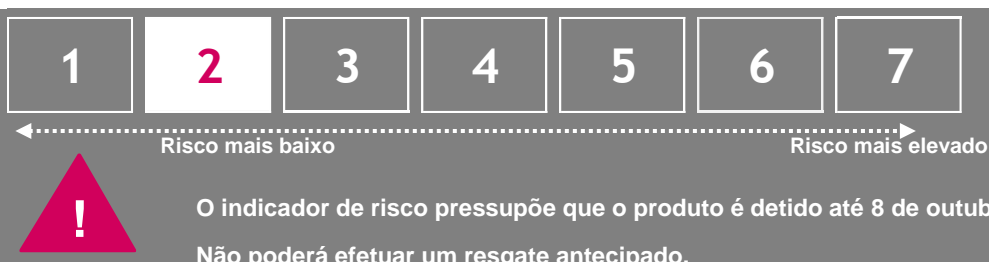 1 2 3 4 5 6 7
Risco mais baixo Risco mais elevado
! O indicador de risco pressupõe que o produto é detido até 8 de
Não poderá efetuar um resgate antecipado.